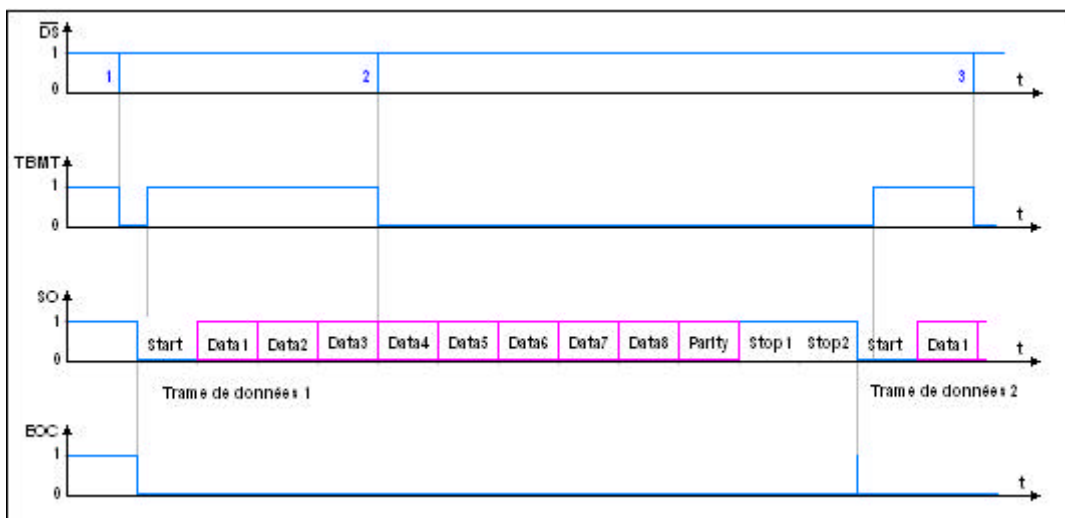 DS
1
0
1
2
3
t
TBMT
1
0
t
SO
1
0
Start Data1 Data2 Data3 Data4 Data5 Data6 Data7 Data8 Parity Stop1 Stop2 Start Data1
t
Trame de données 1
Trame de données 2
EOC
1
0
t